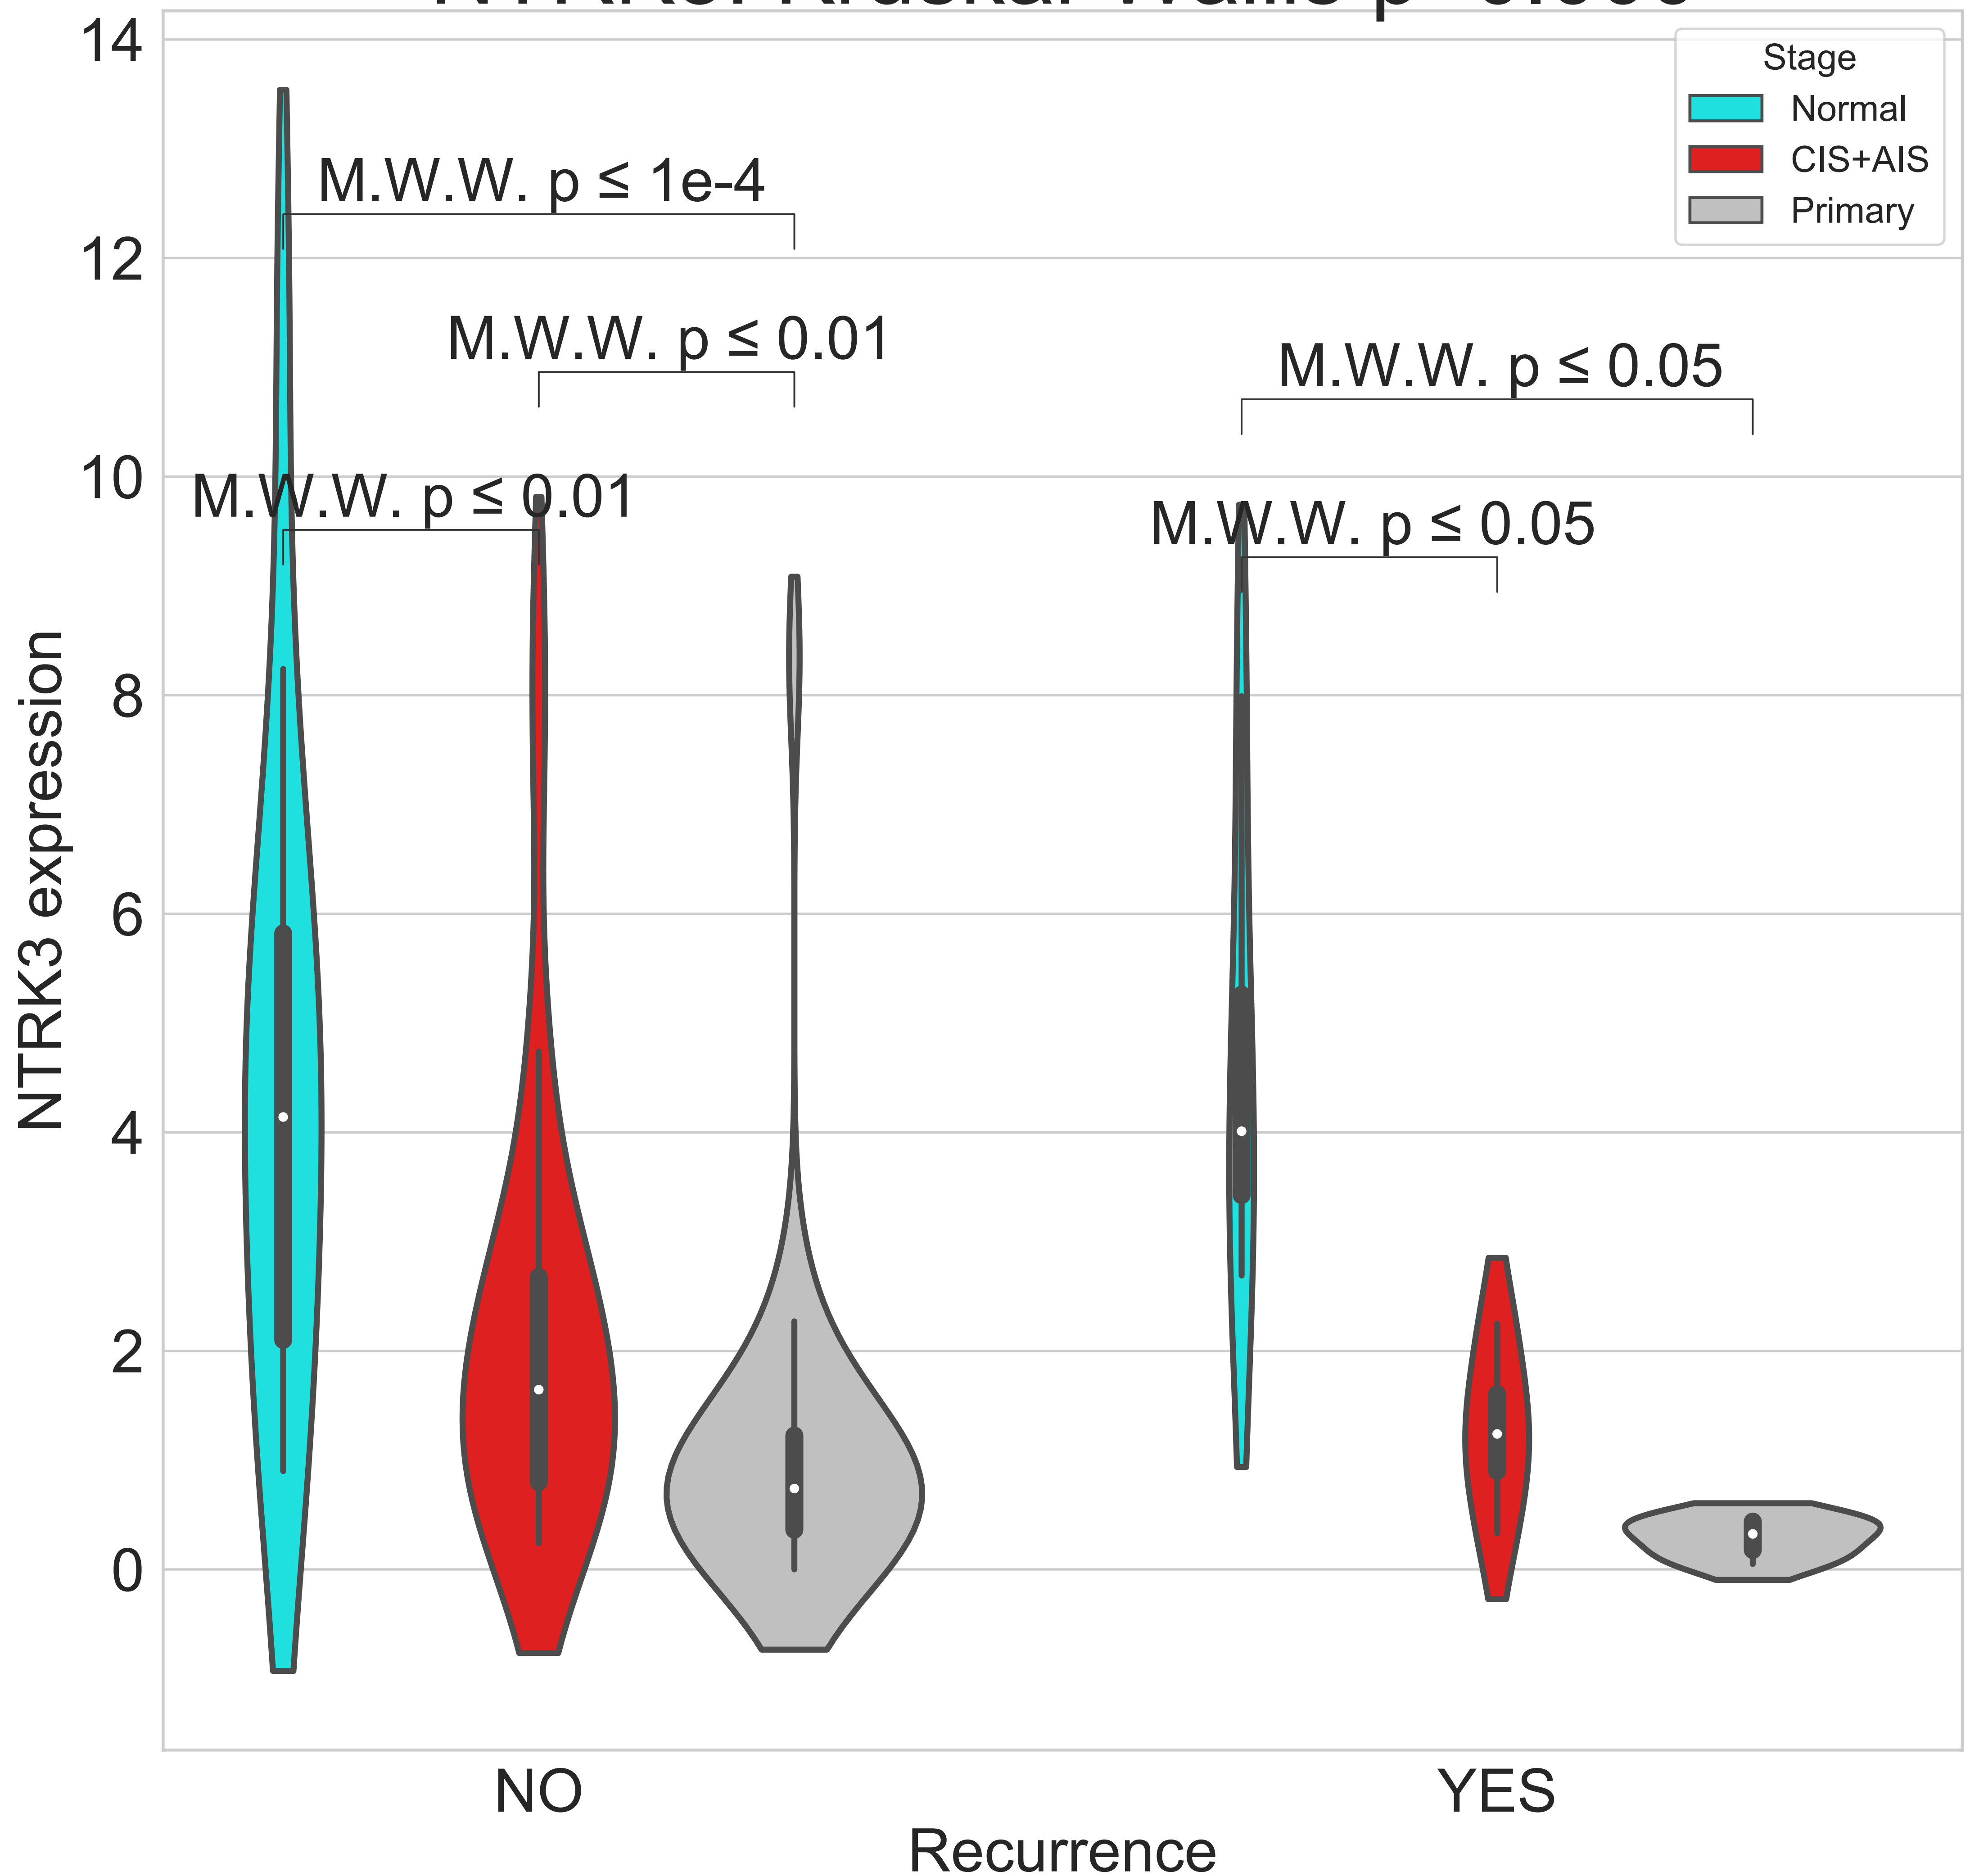 Stage
Normal
CIS+AIS
Primary
M.W.W. p ≤ 1e-4
M.W.W. p ≤ 0.01
M.W.W. p ≤ 0.05
M.W.W. p ≤ 0.01
M.W.W. p ≤ 0.05
14
12
10
8
6
4
2
0
NTRK3 expression
NO
YES
Recurrence